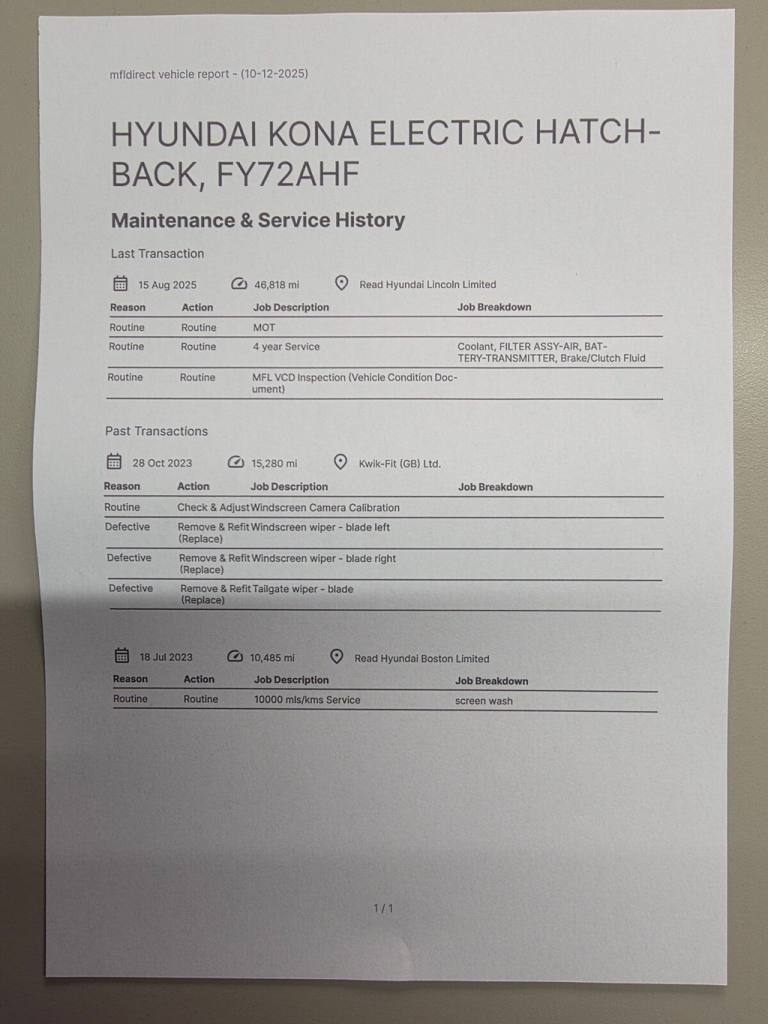 mfldirect vehicle report - (10-12-2025)
HYUNDAI KONA ELECTRIC HATCH-
BACK, FY72AHF
Maintenance & Service History
Last Transaction
15 Aug 2025 46,818 mi Read Hyundai Lincoln Limited
Reason Action Job Description Job Breakdown
Routine Routine MOT
Routine Routine 4 year Service Coolant, FILTER ASSY-AIR, BAT-
TERY-TRANSMITTER, Brake/Clutch Fluid
Routine Routine MFL VCD Inspection (Vehicle Condition Doc-
ument)
Past Transactions
28 Oct 2023 15,280 mi Kwik-Fit (GB) Ltd.
Reason Action Job Description Job Breakdown
Routine Check & Adjust Windscreen Camera Calibration
Defective Remove & Refit Windscreen wiper - blade left
(Replace)
Defective Remove & Refit Windscreen wiper - blade right
(Replace)
Defective Remove & Refit Tailgate wiper - blade
(Replace)
18 Jul 2023 10,485 mi Read Hyundai Boston Limited
Reason Action Job Description Job Breakdown
Routine Routine 10000 mls/kms Service screen wash
1 / 1